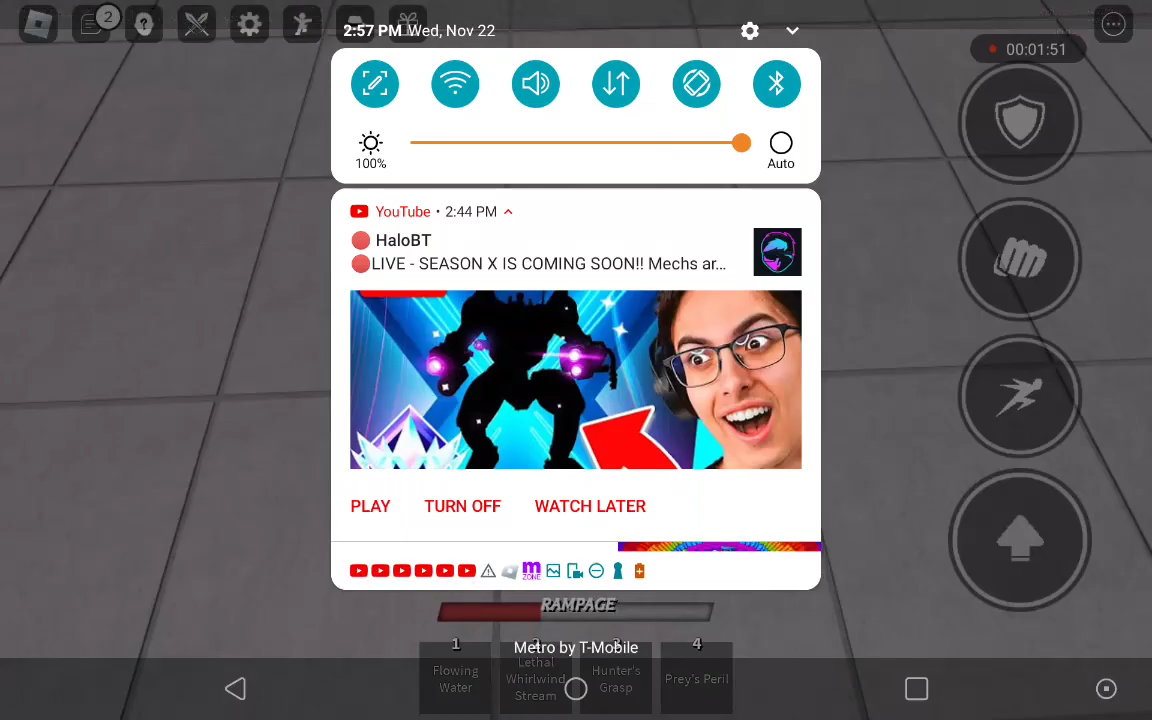 2
2:57 PM Wed, Nov 22
00:01:51
100%
Auto
YouTube • 2:44 PM
HaloBT
LIVE - SEASON X IS COMING SOON!! Mechs ar...
PLAY TURN OFF WATCH LATER
m
ZONE
RAMPAGE
1 2 3 4
Metro by T-Mobile
Flowing
Water
Lethal
Whirlwind
Stream
Hunter's
Grasp
Prey's Peril